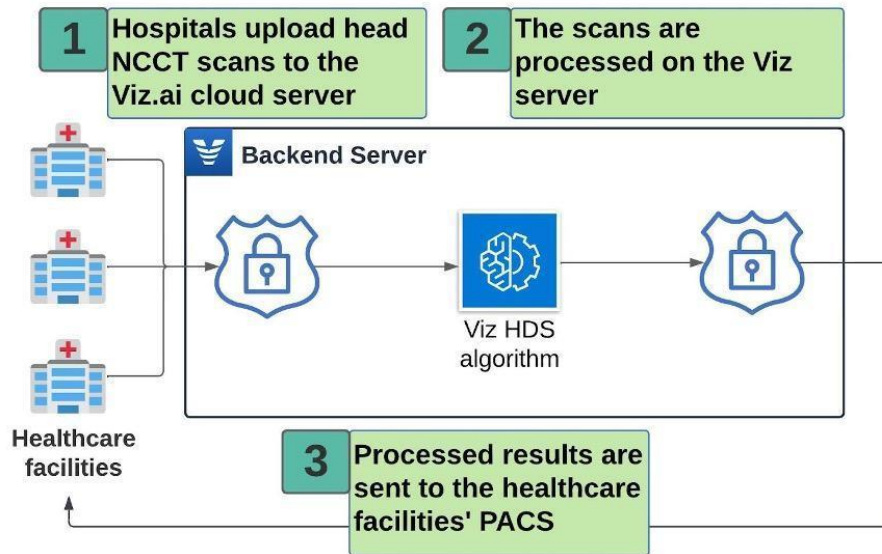 1
Hospitals upload head
NCCT scans to the
Viz.ai cloud server
2
The scans are
processed on the Viz
server
Backend Server
Viz HDS
algorithm
Healthcare
facilities
3
Processed results are
sent to the healthcare
facilities' PACS